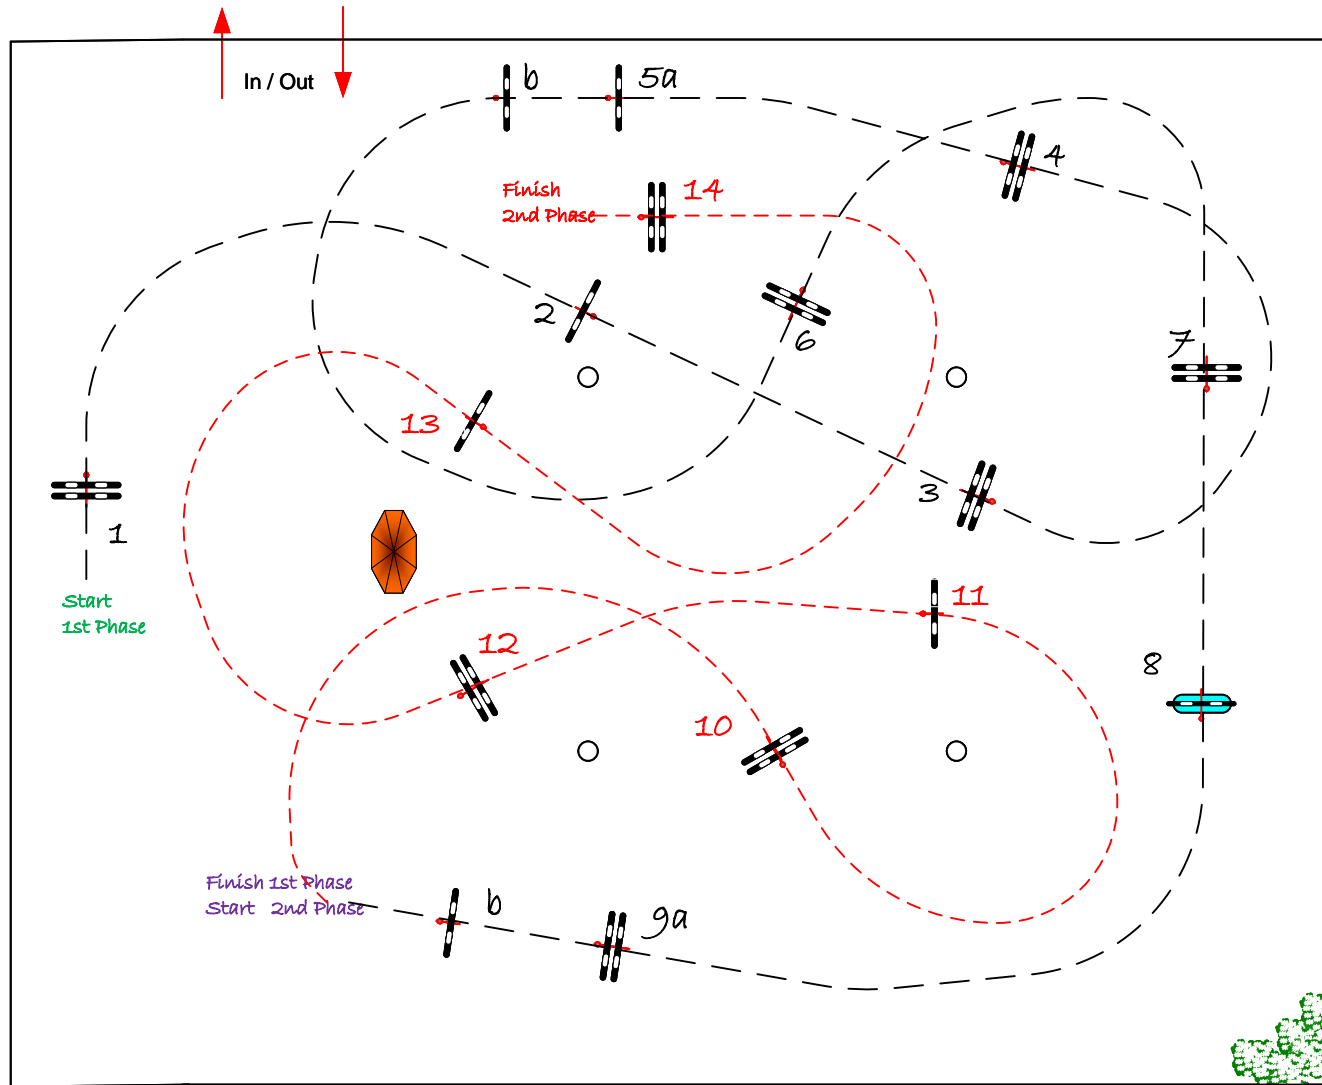 In / Out
b
5a
4
Finish
2nd Phase
14
2
6
7
13
3
1
Start
1st Phase
11
12
8
10
Finish 1st Phase
Start 2nd Phase
b
9a